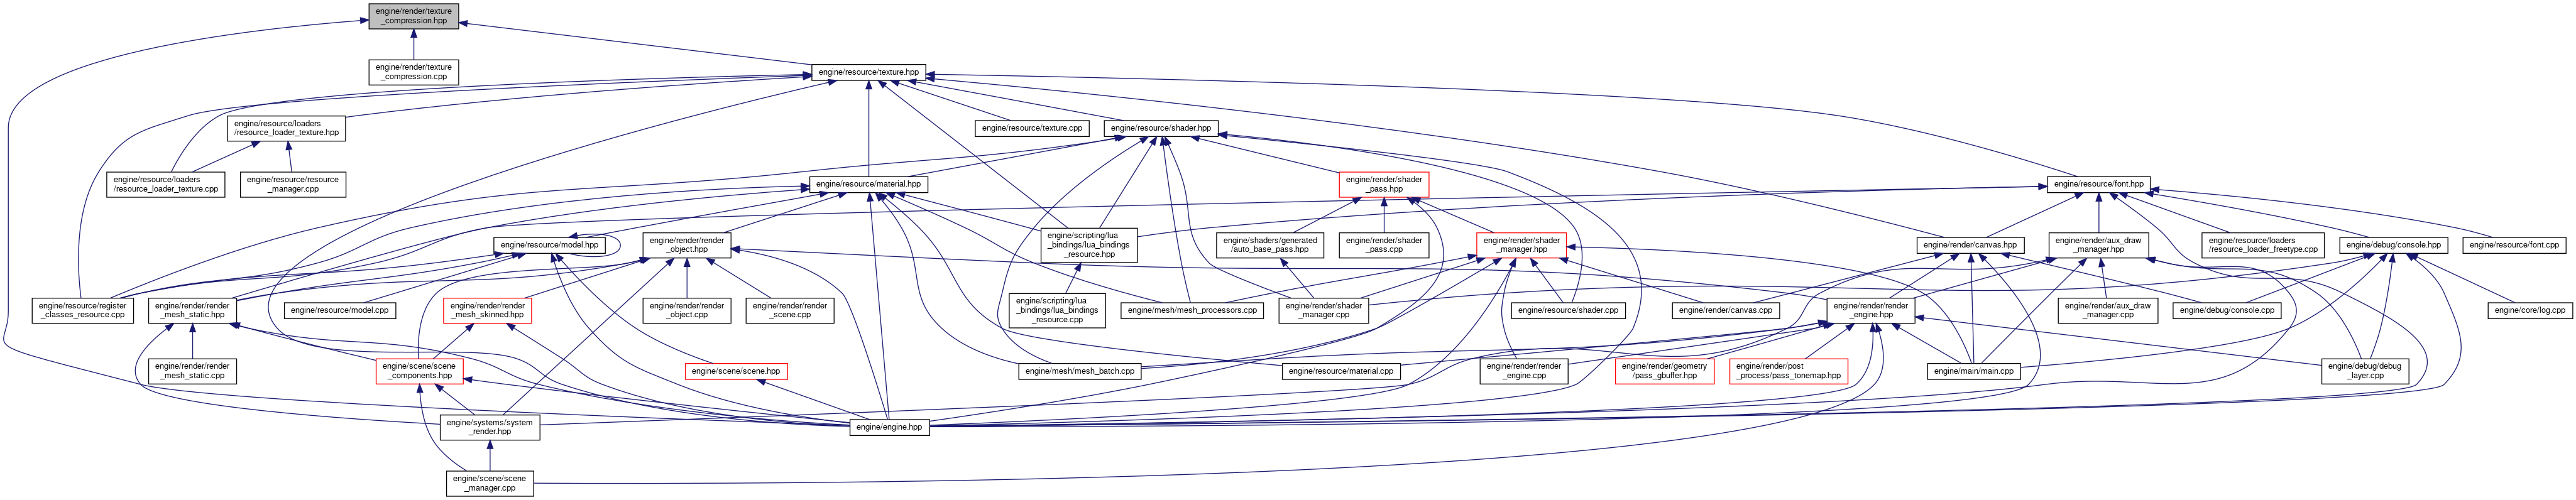 engine/render/texture
_compression.hpp
engine/render/texture
_compression.cpp
engine/resource/texture.hpp
engine/resource/loaders
/resource_loader_texture.hpp
engine/resource/texture.cpp
engine/resource/shader.hpp
engine/resource/loaders
/resource_loader_texture.cpp
engine/resource/resource
_manager.cpp
engine/resource/material.hpp
engine/render/shader
_pass.hpp
engine/resource/font.hpp
engine/resource/model.hpp
engine/render/render
_object.hpp
engine/scripting/lua
_bindings/lua_bindings
_resource.hpp
engine/shaders/generated
/auto_base_pass.hpp
engine/render/shader
_pass.cpp
engine/render/shader
_manager.hpp
engine/render/canvas.hpp
engine/render/aux_draw
_manager.hpp
engine/resource/loaders
/resource_loader_freetype.cpp
engine/debug/console.hpp
engine/resource/font.cpp
engine/resource/register
_classes_resource.cpp
engine/render/render
_mesh_static.hpp
engine/resource/model.cpp
engine/render/render
_mesh_skinned.hpp
engine/render/render
_object.cpp
engine/render/render
_scene.cpp
engine/scripting/lua
_bindings/lua_bindings
_resource.cpp
engine/mesh/mesh_processors.cpp
engine/render/shader
_manager.cpp
engine/resource/shader.cpp
engine/render/canvas.cpp
engine/render/render
_engine.hpp
engine/render/aux_draw
_manager.cpp
engine/debug/console.cpp
engine/core/log.cpp
engine/render/render
_mesh_static.cpp
engine/scene/scene
_components.hpp
engine/scene/scene.hpp
engine/mesh/mesh_batch.cpp
engine/resource/material.cpp
engine/render/render
_engine.cpp
engine/render/geometry
/pass_gbuffer.hpp
engine/render/post
_process/pass_tonemap.hpp
engine/main/main.cpp
engine/debug/debug
_layer.cpp
engine/systems/system
_render.hpp
engine/engine.hpp
engine/scene/scene
_manager.cpp